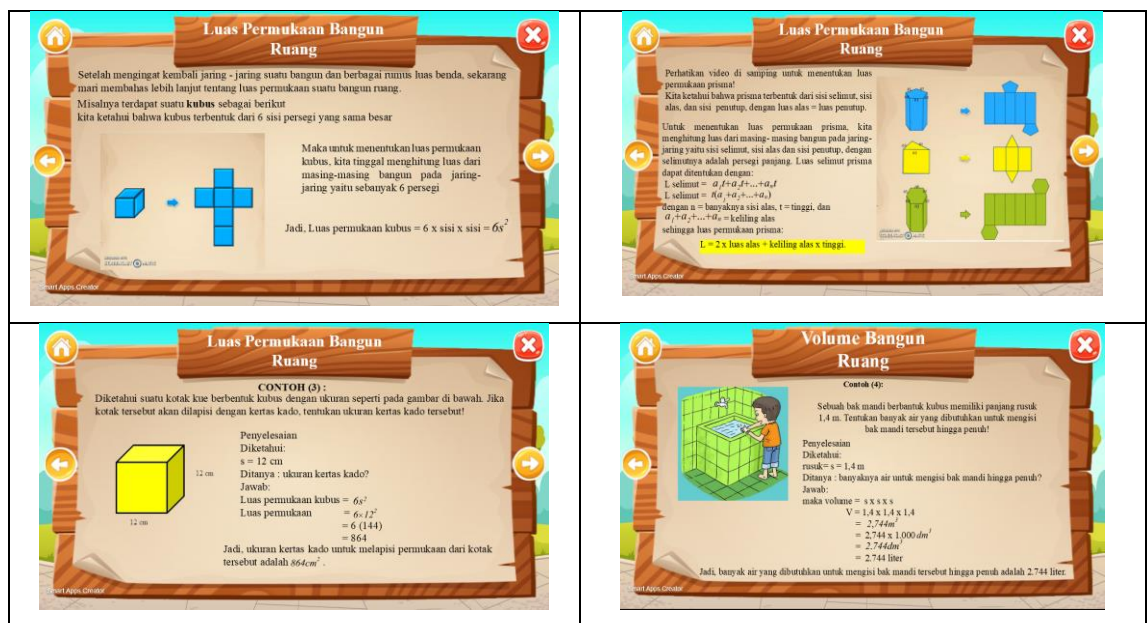 Luas Permukaan Bangun
Ruang
Setelah mengingat kembali jaring - jaring suatu bangun dan berbagai rumus luas benda, sekarang
mari membahas lebih lanjut tentang luas permukaan suatu bangun ruang.
Misalnya terdapat suatu kubus sebagai berikut
kita ketahui bahwa kubus terbentuk dari 6 sisi persegi yang sama besar
Maka untuk menentukan luas permukaan
kubus, kita tinggal menghitung luas dari
masing-masing bangun pada jaring-
jaring yaitu sebanyak 6 persegi
Jadi, Luas permukaan kubus = 6 x sisi x sisi = 6s²
Smart Apps Creator
Luas Permukaan Bangun
Ruang
Perhatikan video di samping untuk menentukan luas
permukaan prisma!
Kita ketahui bahwa prisma terbentuk dari sisi selimut, sisi
alas, dan sisi penutup, dengan luas alas = luas penutup.
Untuk menentukan luas permukaan prisma, kita
menghitung luas dari masing- masing bangun pada jaring-
jaring yaitu sisi selimut, sisi alas dan sisi penutup, dengan
selimutnya adalah persegi panjang. Luas selimut prisma
dapat ditentukan dengan:
L selimut = a₁t+a₂t+...+aₙt
L selimut = t(a₁+a₂+...+aₙ)
dengan n = banyaknya sisi alas, t = tinggi, dan
a₁+a₂+...+aₙ = keliling alas
sehingga luas permukaan prisma:
L = 2 x luas alas + keliling alas x tinggi.
Smart Apps Creator
Luas Permukaan Bangun
Ruang
CONTOH (3) :
Diketahui suatu kotak kue berbentuk kubus dengan ukuran seperti pada gambar di bawah. Jika
kotak tersebut akan dilapisi dengan kertas kado, tentukan ukuran kertas kado tersebut!
12 cm
12 cm
Penyelesaian
Diketahui:
s = 12 cm
Ditanya : ukuran kertas kado?
Jawab:
Luas permukaan kubus = 6s²
Luas permukaan = 6×12²
= 6 (144)
= 864
Jadi, ukuran kertas kado untuk melapisi permukaan dari kotak
tersebut adalah 864cm² .
Smart Apps Creator
Volume Bangun
Ruang
Contoh (4):
Sebuah bak mandi berbantuk kubus memiliki panjang rusuk
1,4 m. Tentukan banyak air yang dibutuhkan untuk mengisi
bak mandi tersebut hingga penuh!
Penyelesaian
Diketahui:
rusuk= s = 1,4 m
Ditanya : banyaknya air untuk mengisi bak mandi hingga penuh?
Jawab:
maka volume = s x s x s
V = 1,4 x 1,4 x 1,4
= 2,744m³
= 2,744 x 1.000 dm³
= 2.744dm³
= 2.744 liter
Jadi, banyak air yang dibutuhkan untuk mengisi bak mandi tersebut hingga penuh adalah 2.744 liter.
Smart Apps Creator